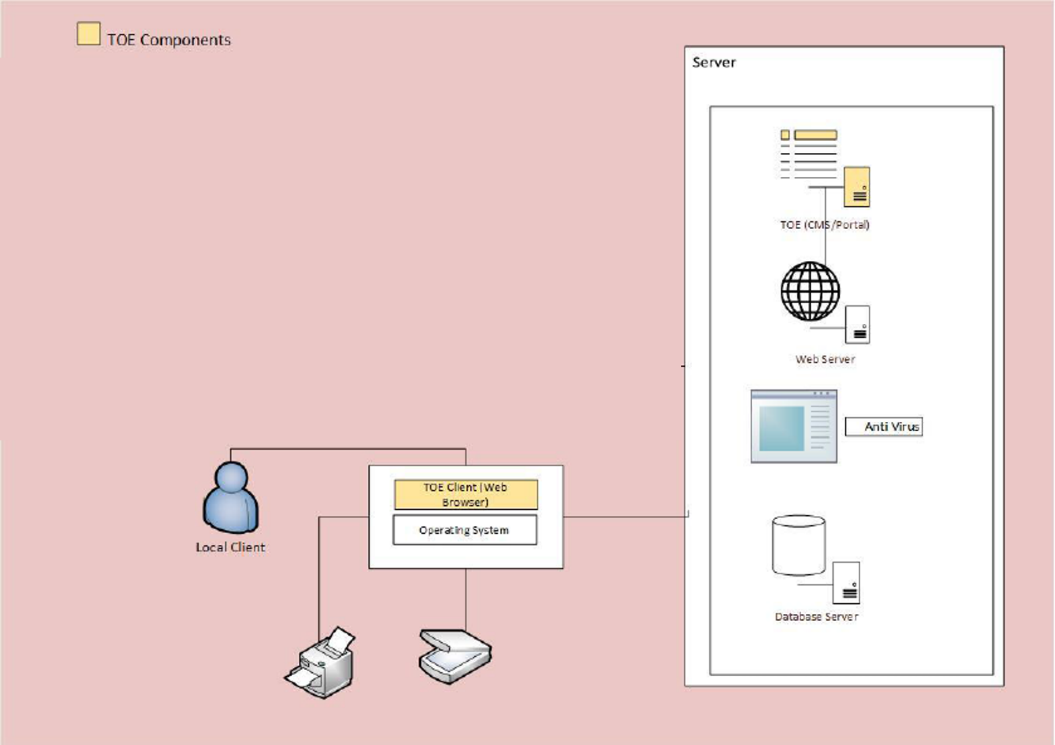 TOE Components
Server
TOE (CMS/Portal)
Web Server
Anti Virus
TOE Client (Web
Browser)
Operating System
Local Client
Database Server